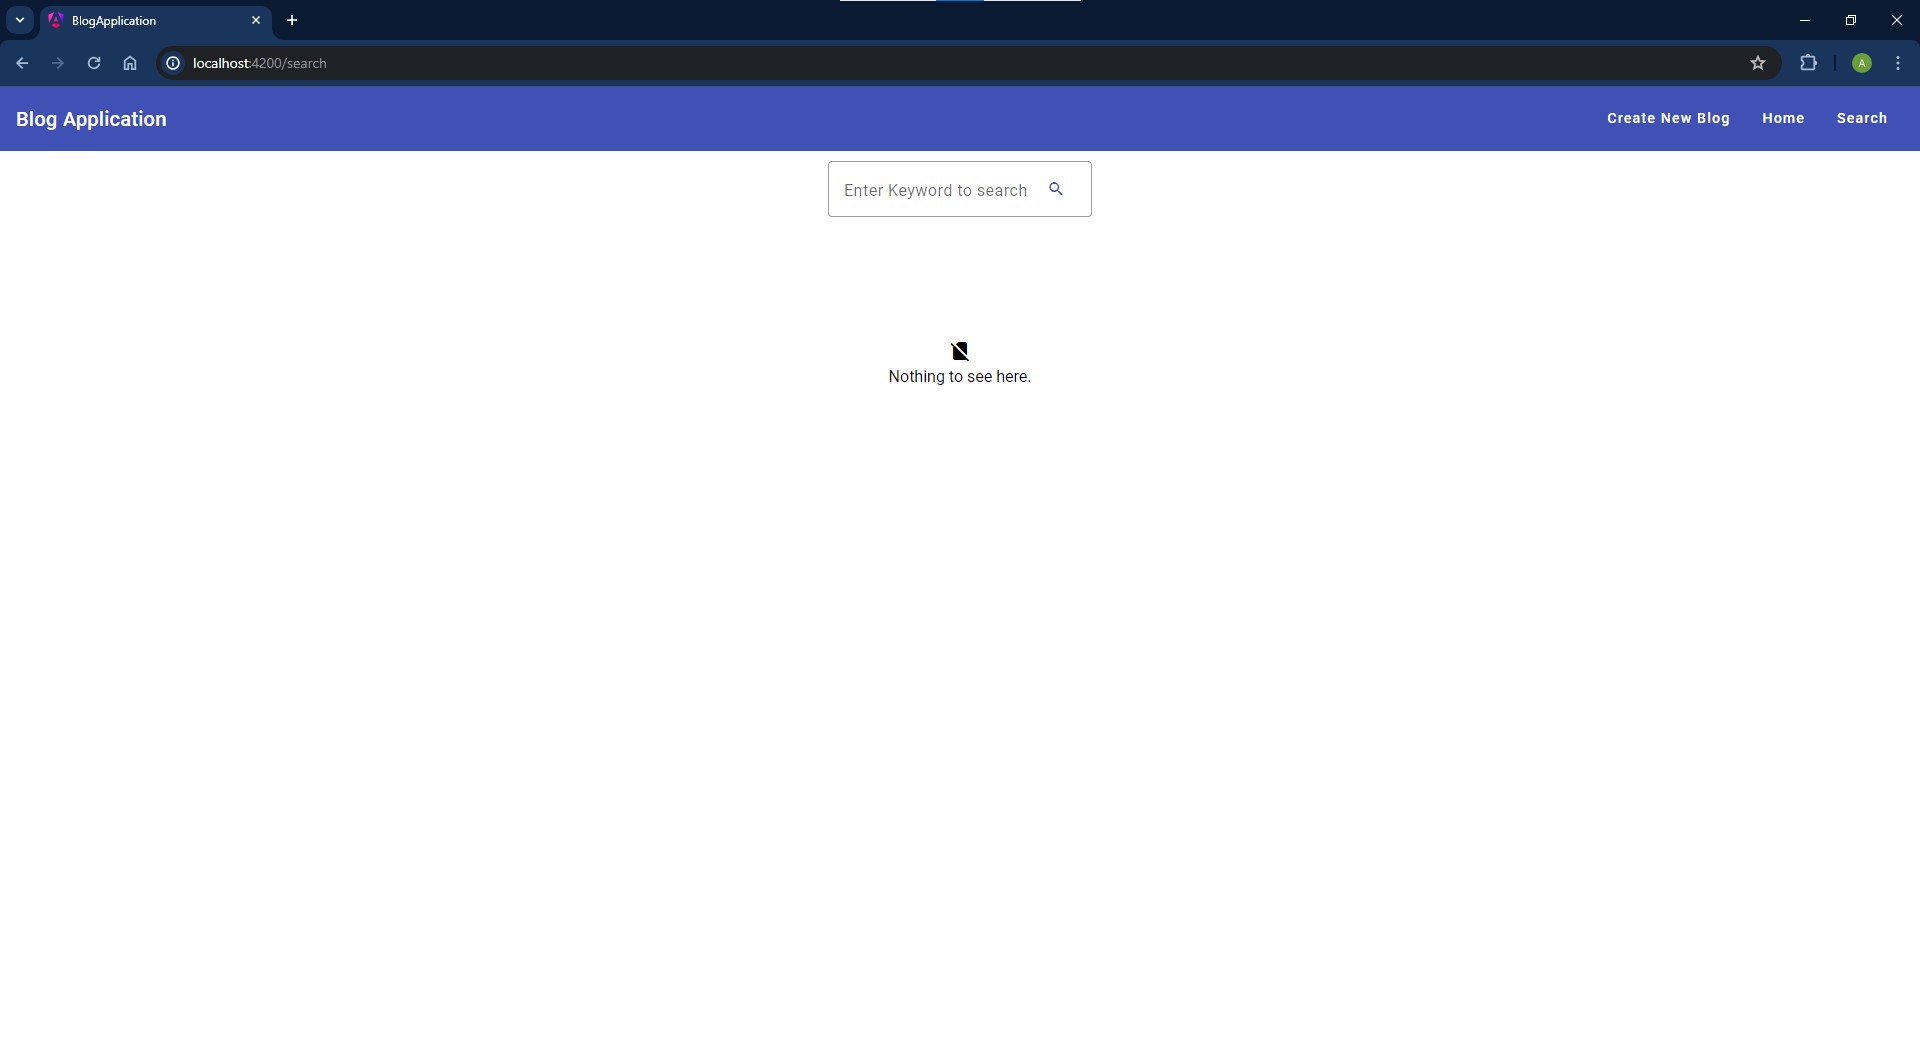 BlogApplication
localhost:4200/search
A
Blog Application
Create New Blog
Home
Search
Enter Keyword to search
Nothing to see here.